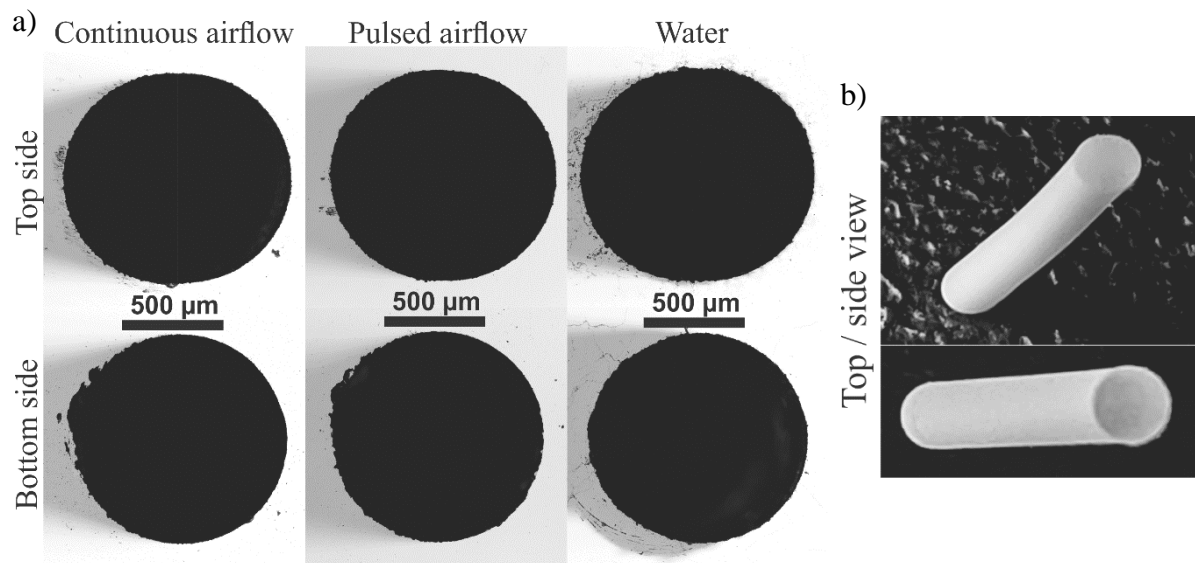 a)
Continuous airflow
Pulsed airflow
Water
Top side
500 µm
500 µm
500 µm
Bottom side
b)
Top / side view